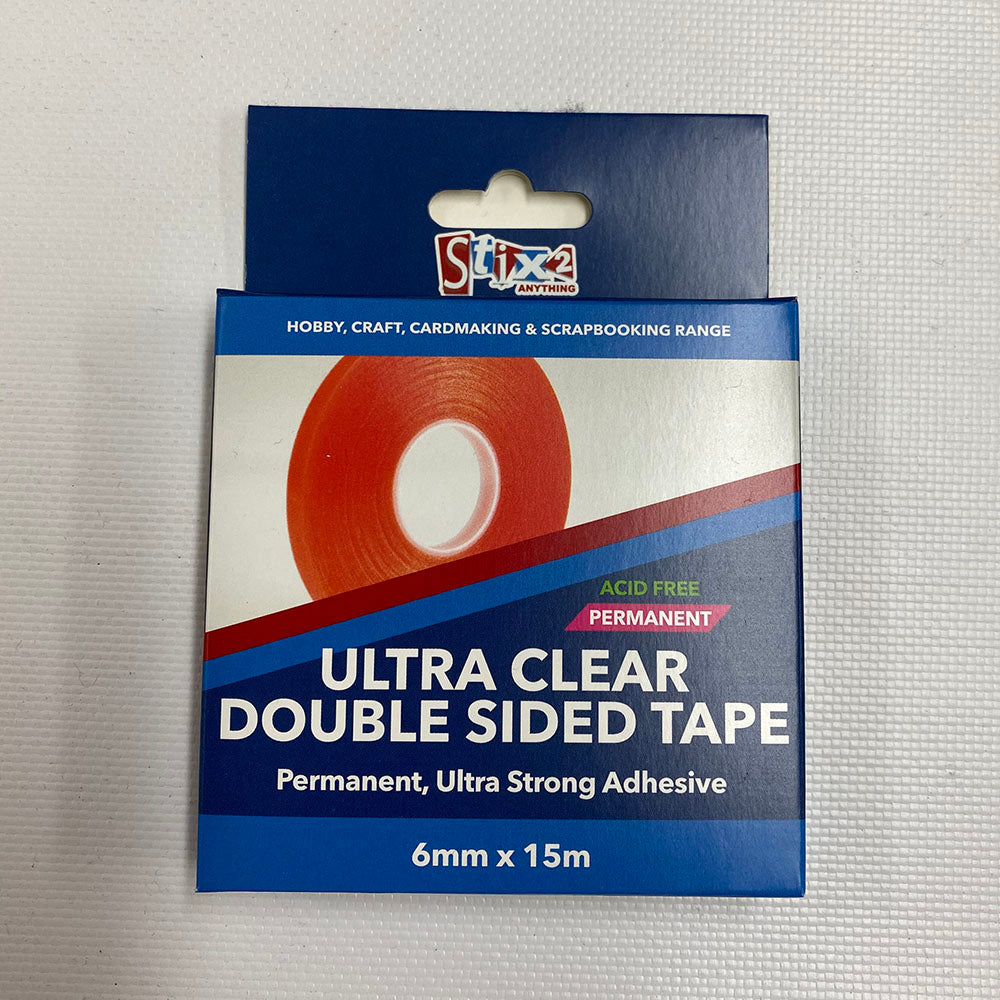 Stix2
ANYTHING
HOBBY, CRAFT, CARDMAKING & SCRAPBOOKING RANGE
ACID FREE
PERMANENT
ULTRA CLEAR
DOUBLE SIDED TAPE
Permanent, Ultra Strong Adhesive
6mm x 15m